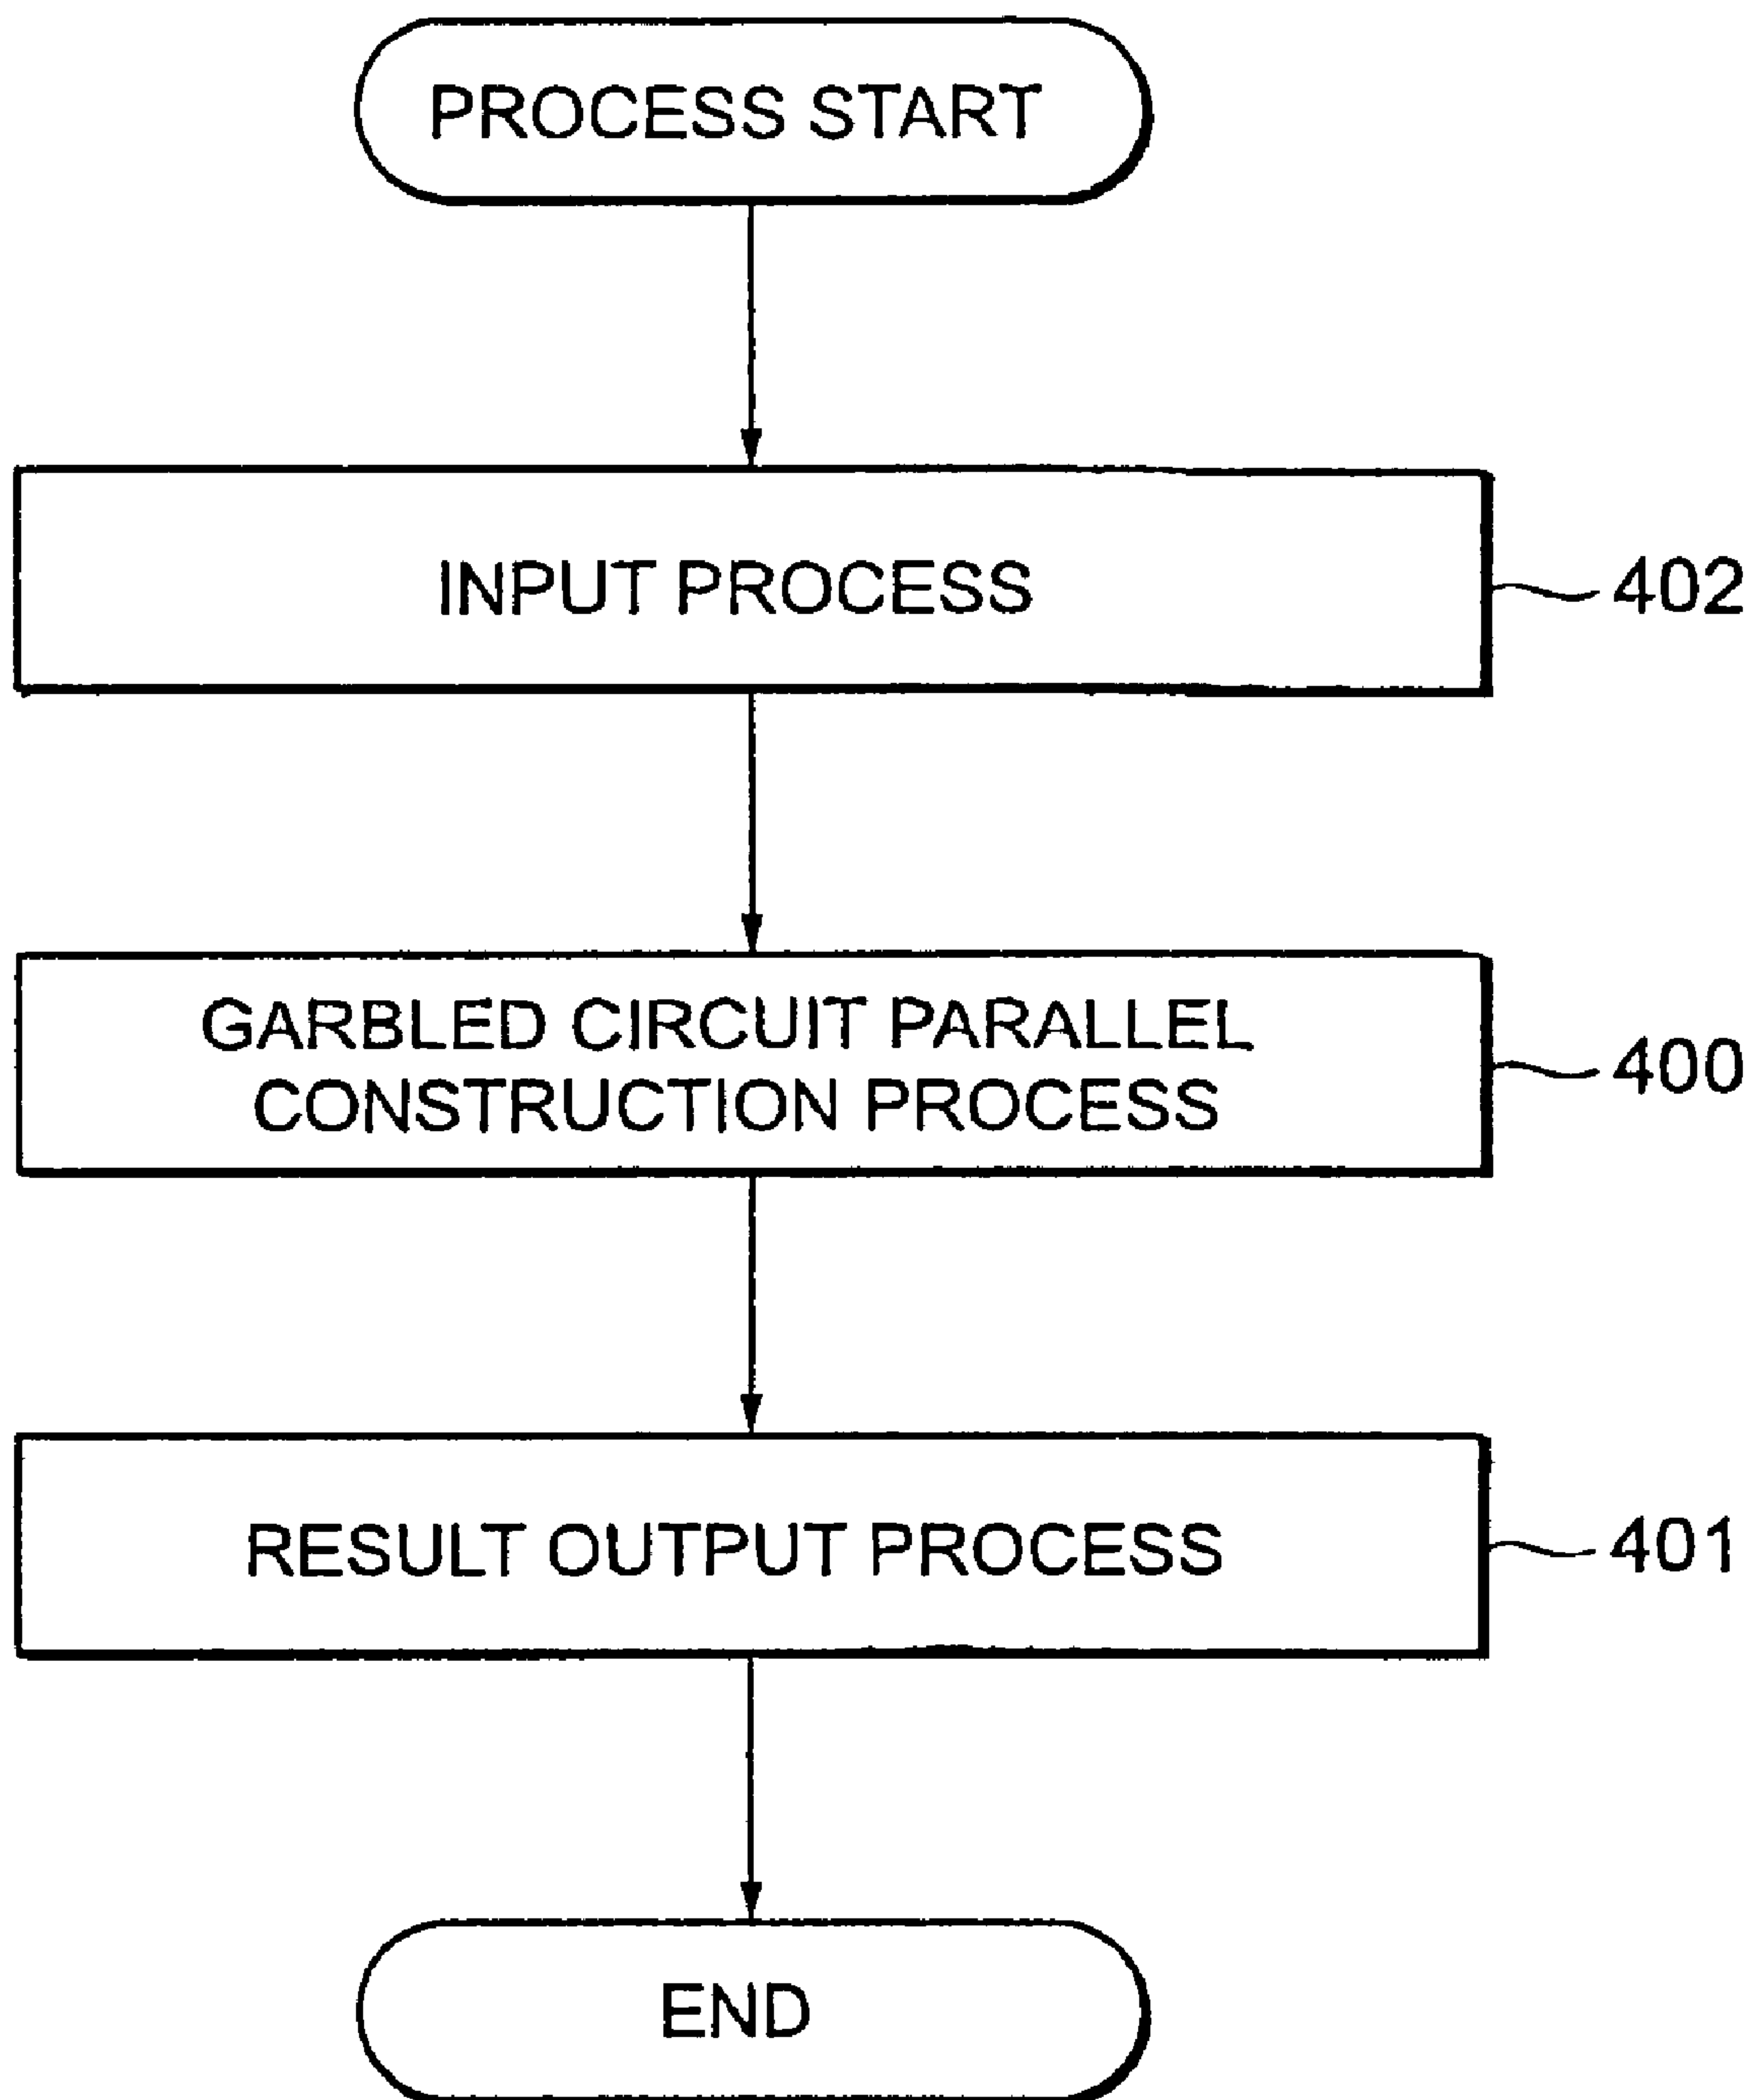 PROCESS START
INPUT PROCESS
402
GARBLED CIRCUIT PARALLEL
CONSTRUCTION PROCESS
400
RESULT OUTPUT PROCESS
401
END